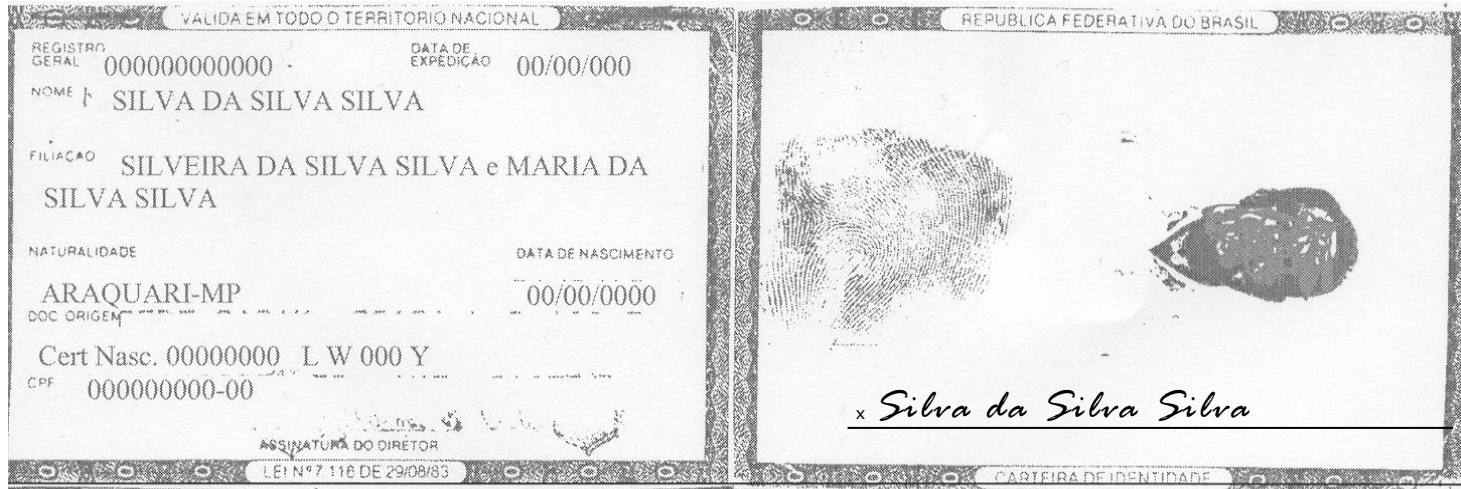 VALIDA EM TODO O TERRITORIO NACIONAL
REGISTRO GERAL 000000000000
DATA DE EXPEDIÇÃO 00/00/000
NOME SILVA DA SILVA SILVA
FILIAÇAO SILVEIRA DA SILVA SILVA e MARIA DA
SILVA SILVA
NATURALIDADE DATA DE NASCIMENTO
ARAQUARI-MP 00/00/0000
DOC ORIGEM
Cert Nasc. 00000000 L W 000 Y
CPF 000000000-00
ASSINATURA DO DIRETOR
LEI Nº 7 116 DE 29/08/83
REPUBLICA FEDERATIVA DO BRASIL
x Silva da Silva Silva
CARTEIRA DE IDENTIDADE